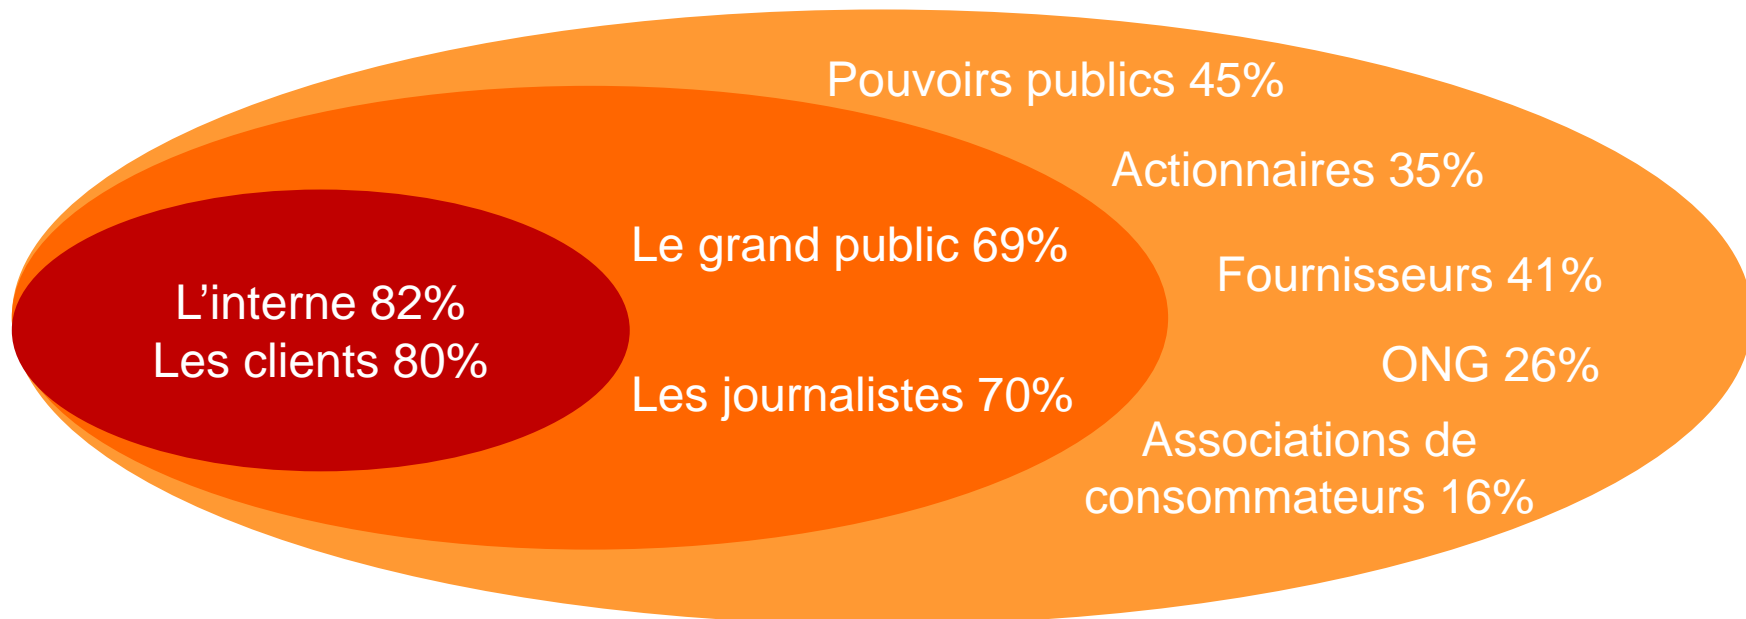 Pouvoirs publics 45%
Actionnaires 35%
Le grand public 69%
Fournisseurs 41%
L’interne 82%
Les clients 80%
ONG 26%
Les journalistes 70%
Associations de
consommateurs 16%